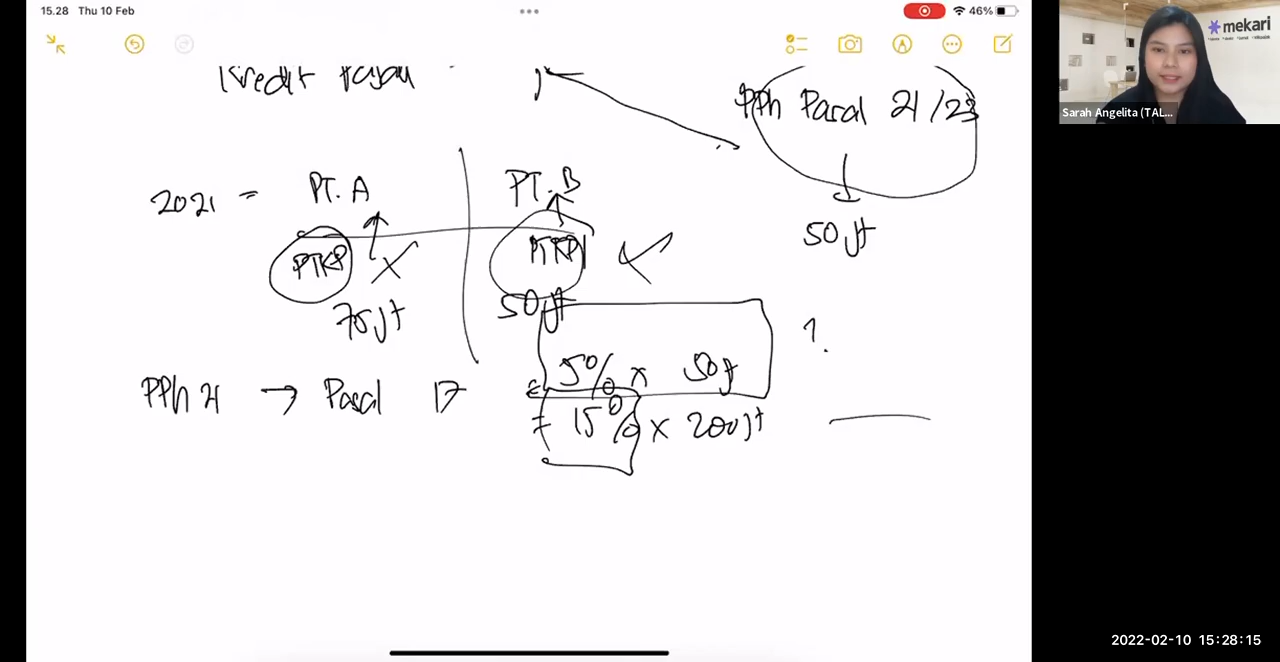 15.28 Thu 10 Feb
46%
mekari
Sarah Angelita (TAL...
Kredit Pajak
PPh Pasal 21/23
50 jt
2021 = PT. A PT. B
PTKP X PTKP
75 jt 50 jt
?
5% x 50 jt
PPh 21 → Pasal 17
= 15% x 200 jt
2022-02-10 15:28:15